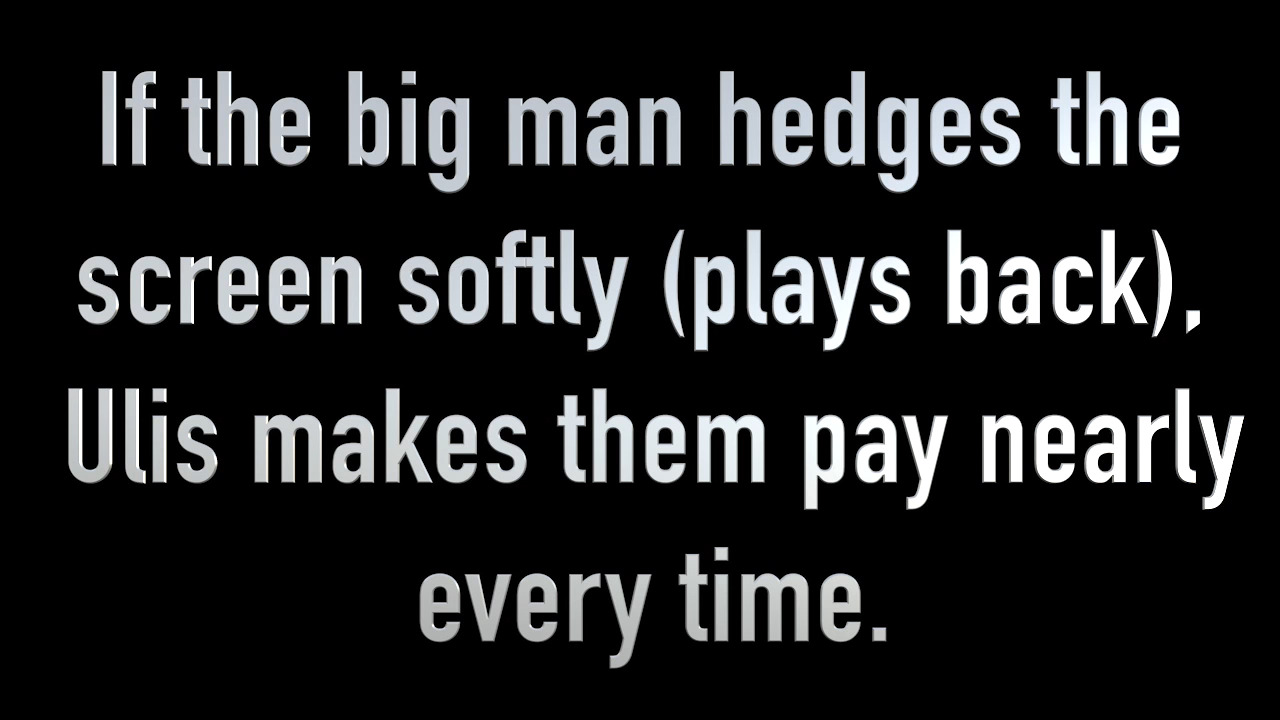 If the big man hedges the
screen softly (plays back),
Ulis makes them pay nearly
every time.